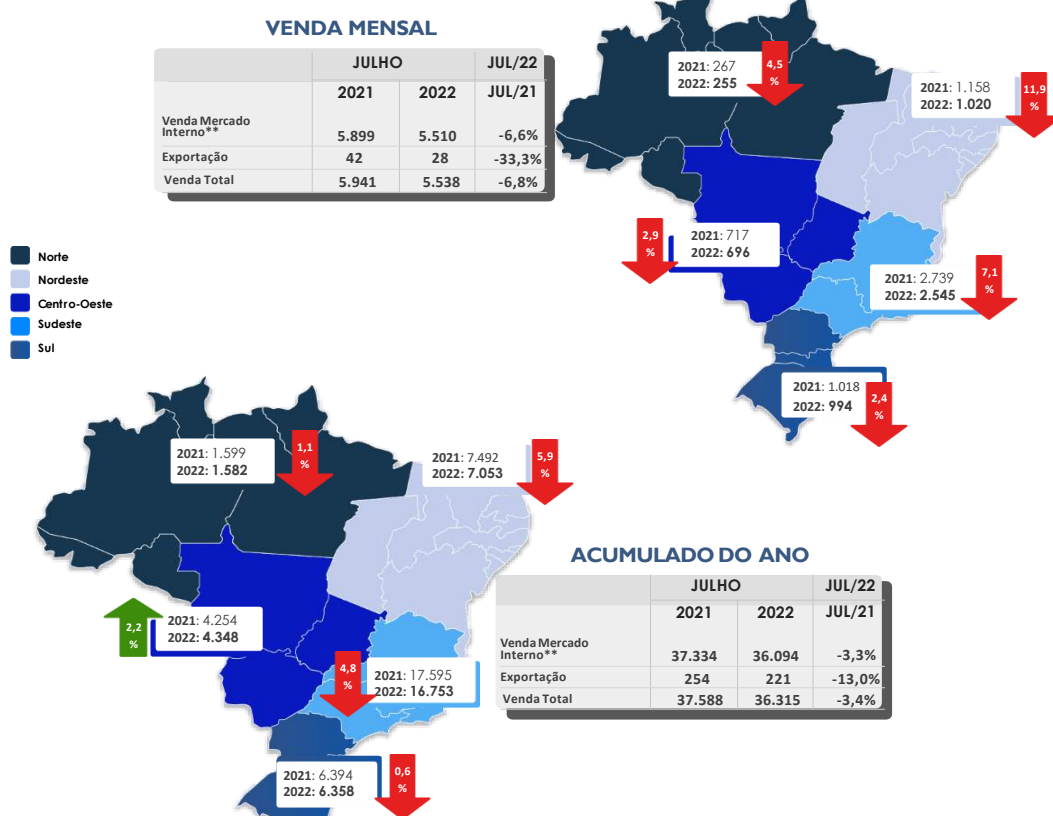 VENDA MENSAL
JULHO JUL/22
2021 2022 JUL/21
Venda Mercado
Interno** 5.899 5.510 -6,6%
Exportação 42 28 -33,3%
Venda Total 5.941 5.538 -6,8%
2021: 267
2022: 255
4,5
%
2021: 1.158
2022: 1.020
11,9
%
2,9
%
2021: 717
2022: 696
2021: 2.739
2022: 2.545
7,1
%
2021: 1.018
2022: 994
2,4
%
Norte
Nordeste
Centro-Oeste
Sudeste
Sul
2021: 1.599
2022: 1.582
1,1
%
2021: 7.492
2022: 7.053
5,9
%
2,2
%
2021: 4.254
2022: 4.348
4,8
%
2021: 17.595
2022: 16.753
2021: 6.394
2022: 6.358
0,6
%
ACUMULADO DO ANO
JULHO JUL/22
2021 2022 JUL/21
Venda Mercado
Interno** 37.334 36.094 -3,3%
Exportação 254 221 -13,0%
Venda Total 37.588 36.315 -3,4%